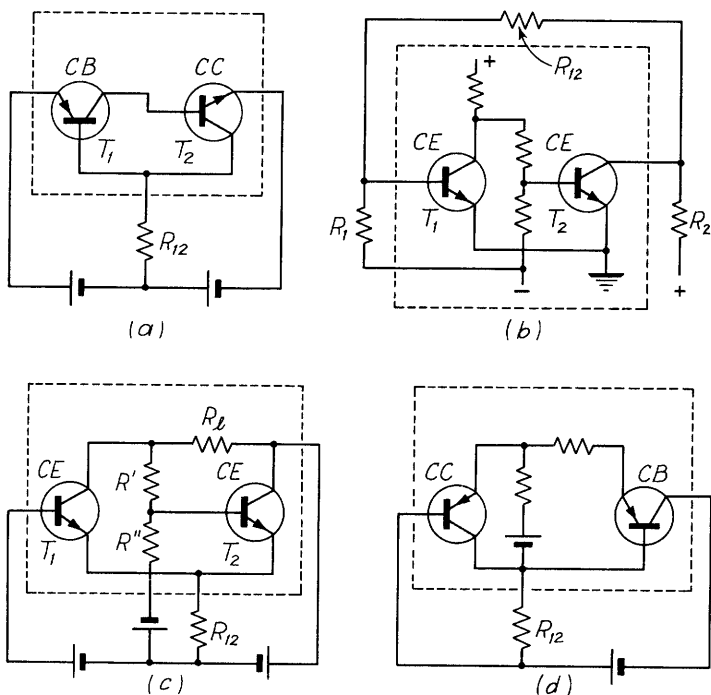 CB
CC
T1
T2
R12
(a)
R12
+
CE
CE
T1
T2
R1
R2
−
+
(b)
Rl
CE
R'
CE
R"
T1
T2
R12
(c)
CC
CB
R12
(d)